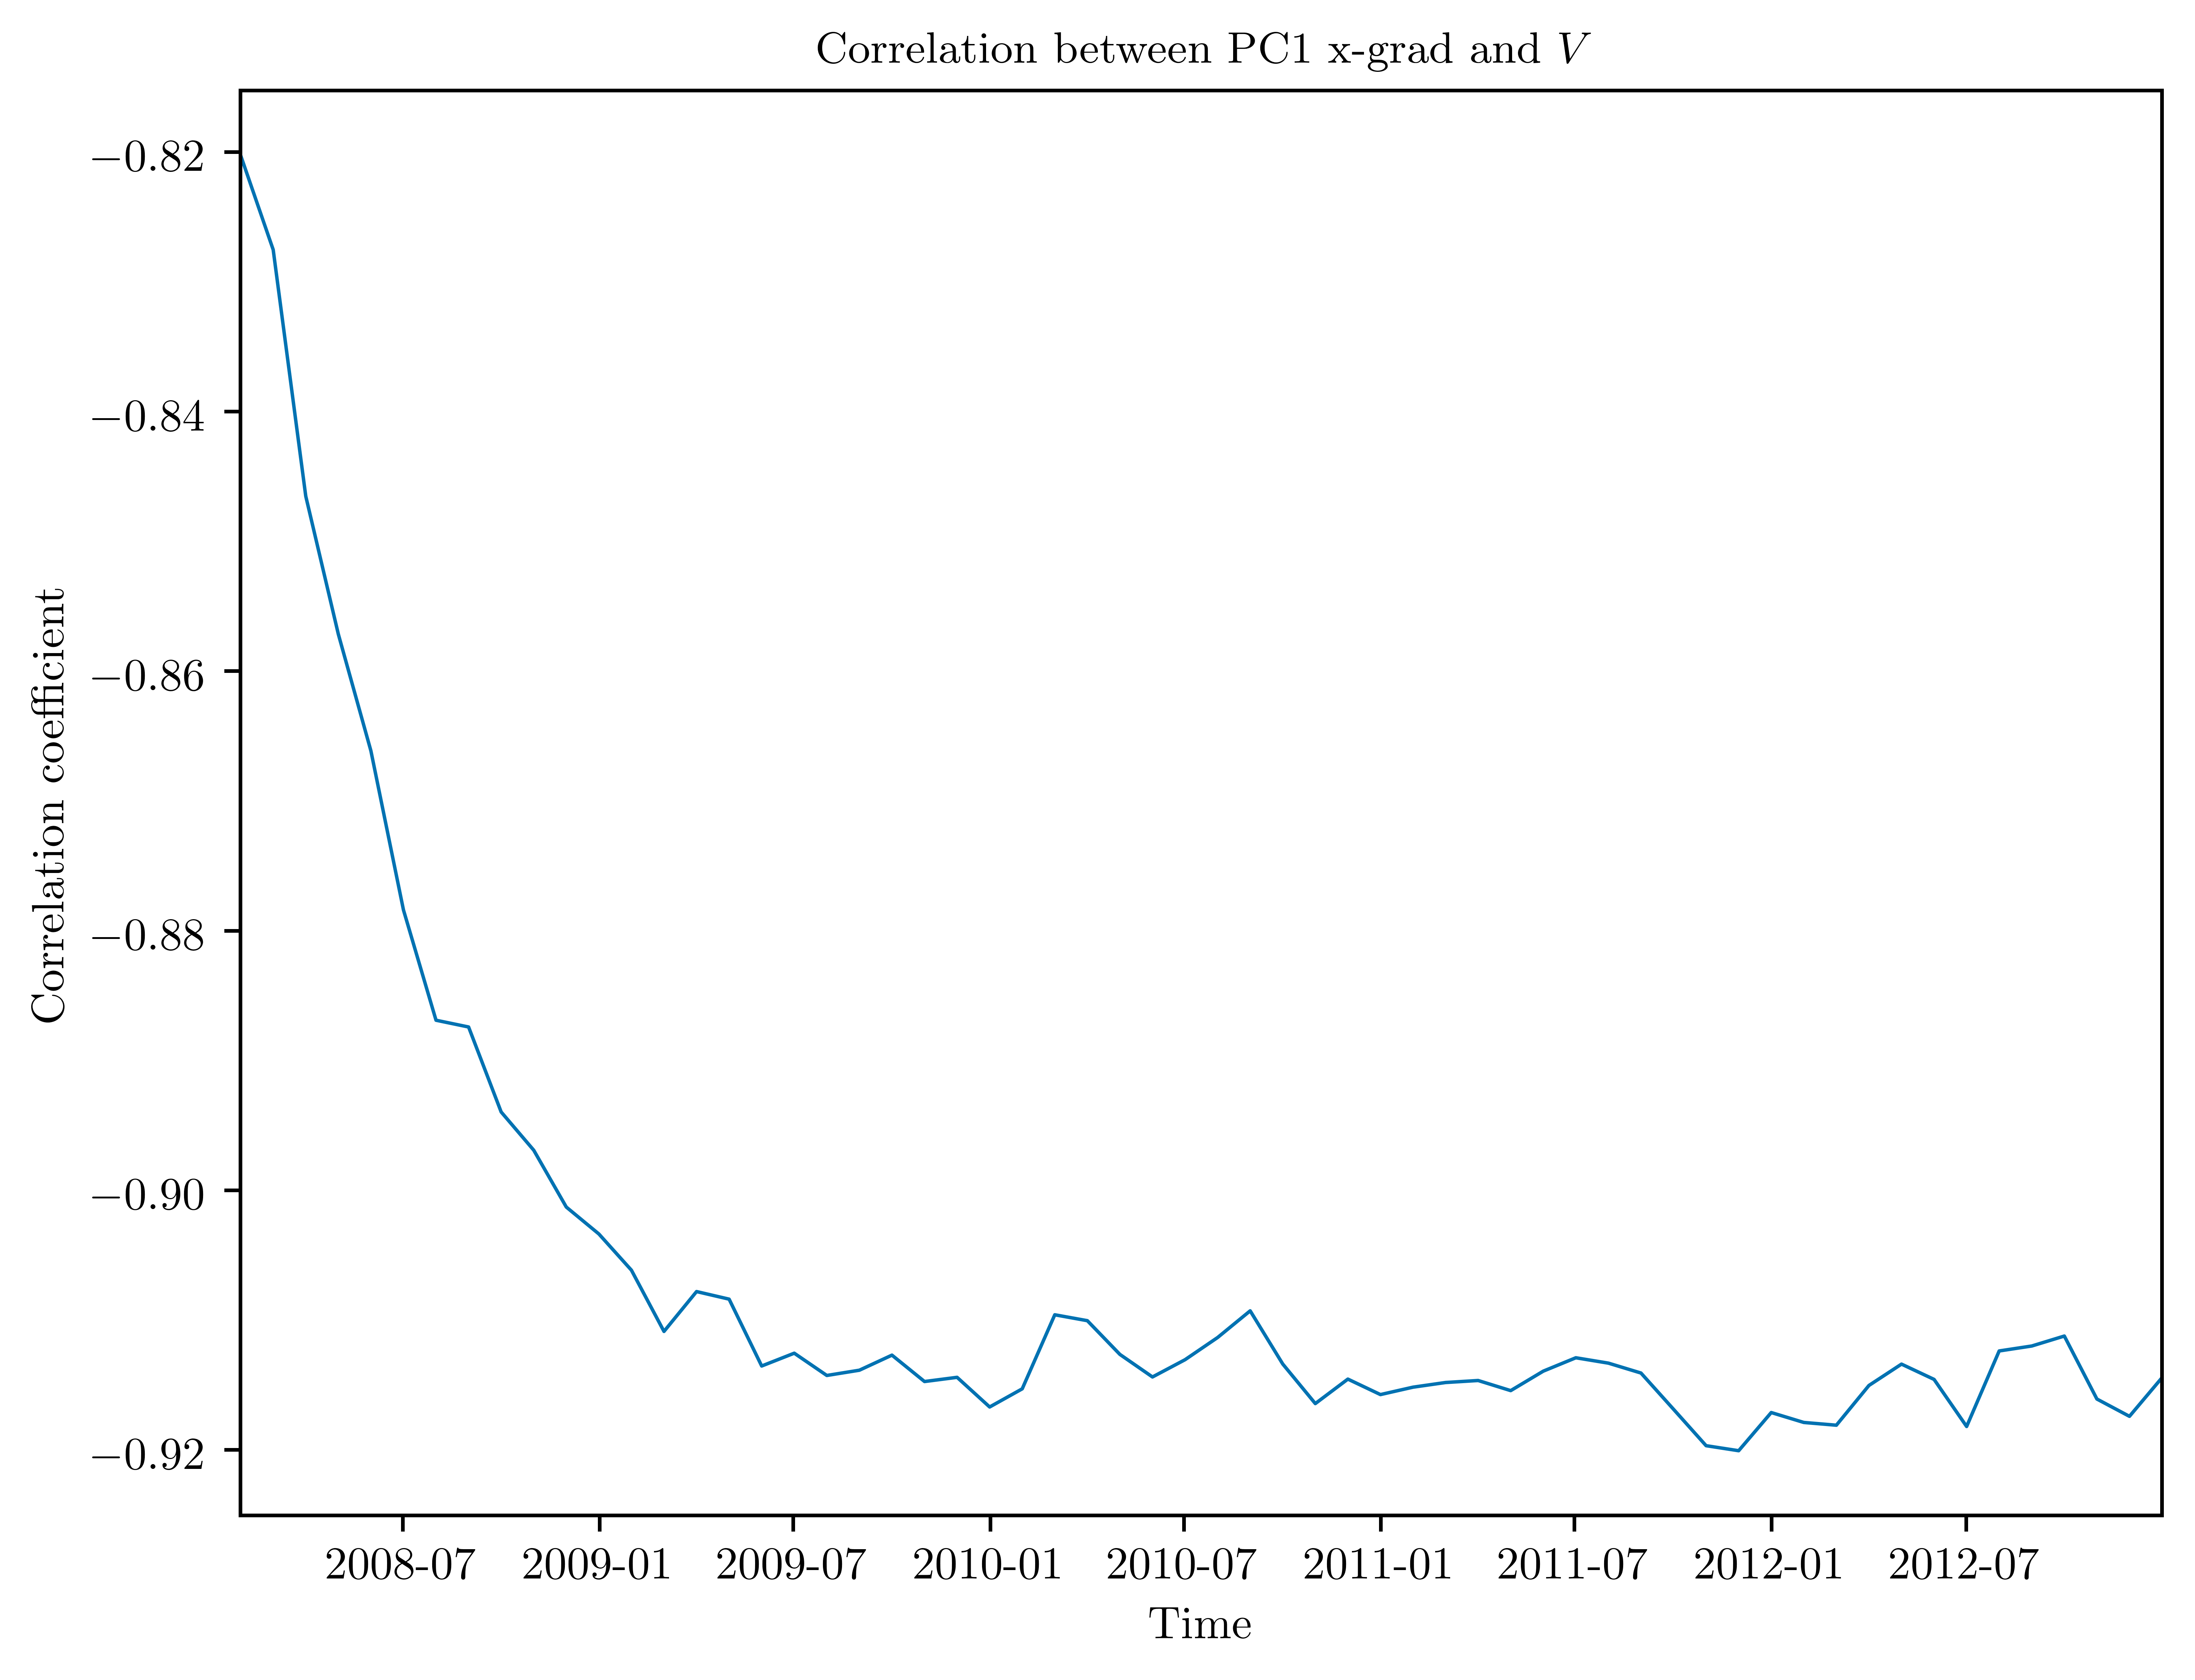 Correlation between PC1 x-grad and V
−0.82
−0.84
−0.86
−0.88
−0.90
−0.92
Correlation coefficient
2008-07 2009-01 2009-07 2010-01 2010-07 2011-01 2011-07 2012-01 2012-07
Time